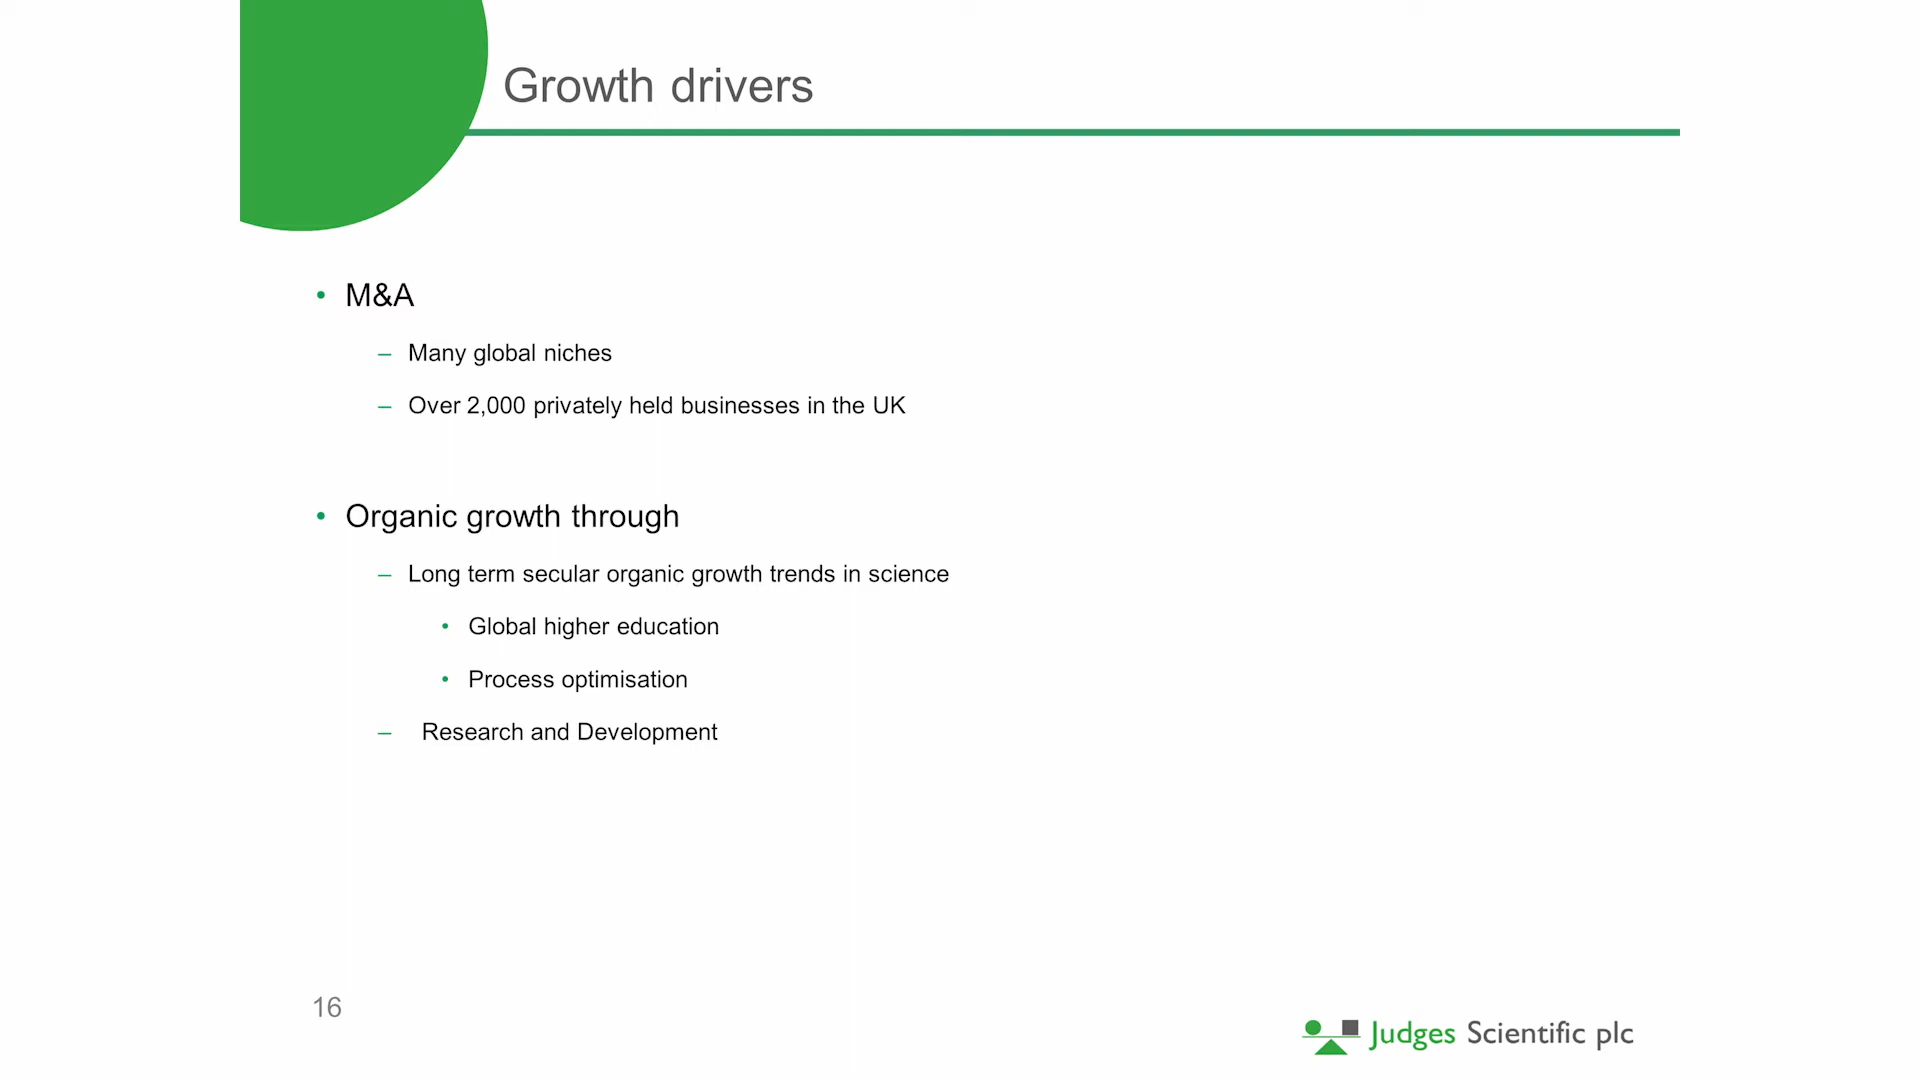 Growth drivers
• M&A
– Many global niches
– Over 2,000 privately held businesses in the UK
• Organic growth through
– Long term secular organic growth trends in science
• Global higher education
• Process optimisation
– Research and Development
16
Judges Scientific plc